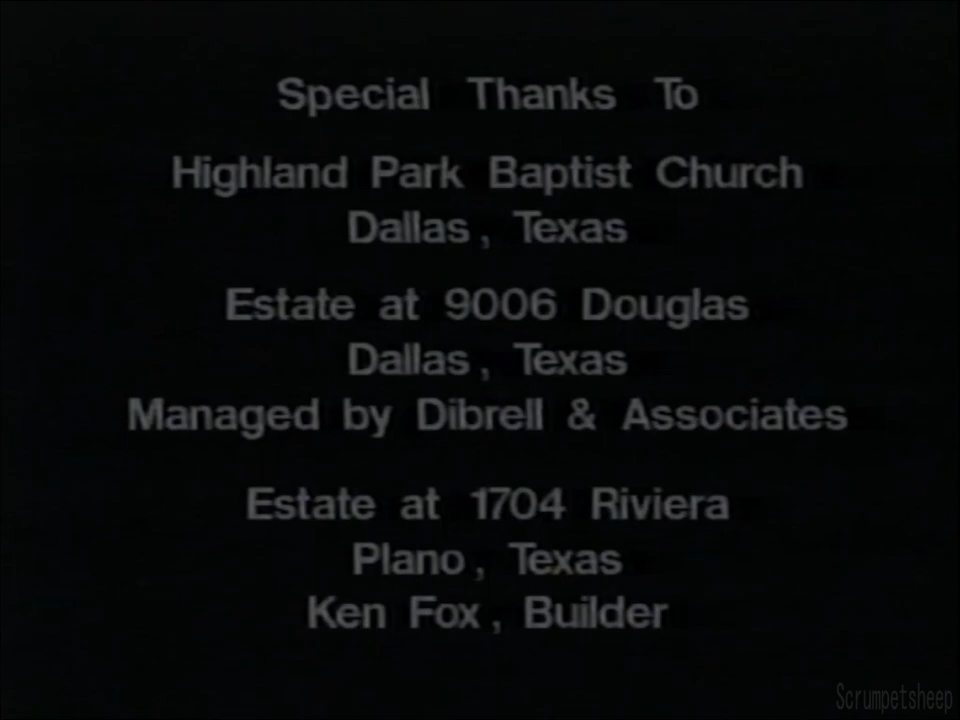 Special Thanks To
Highland Park Baptist Church
Dallas, Texas
Estate at 9006 Douglas
Dallas, Texas
Managed by Dibrell & Associates
Estate at 1704 Riviera
Plano, Texas
Ken Fox, Builder
Scrumpetsheep